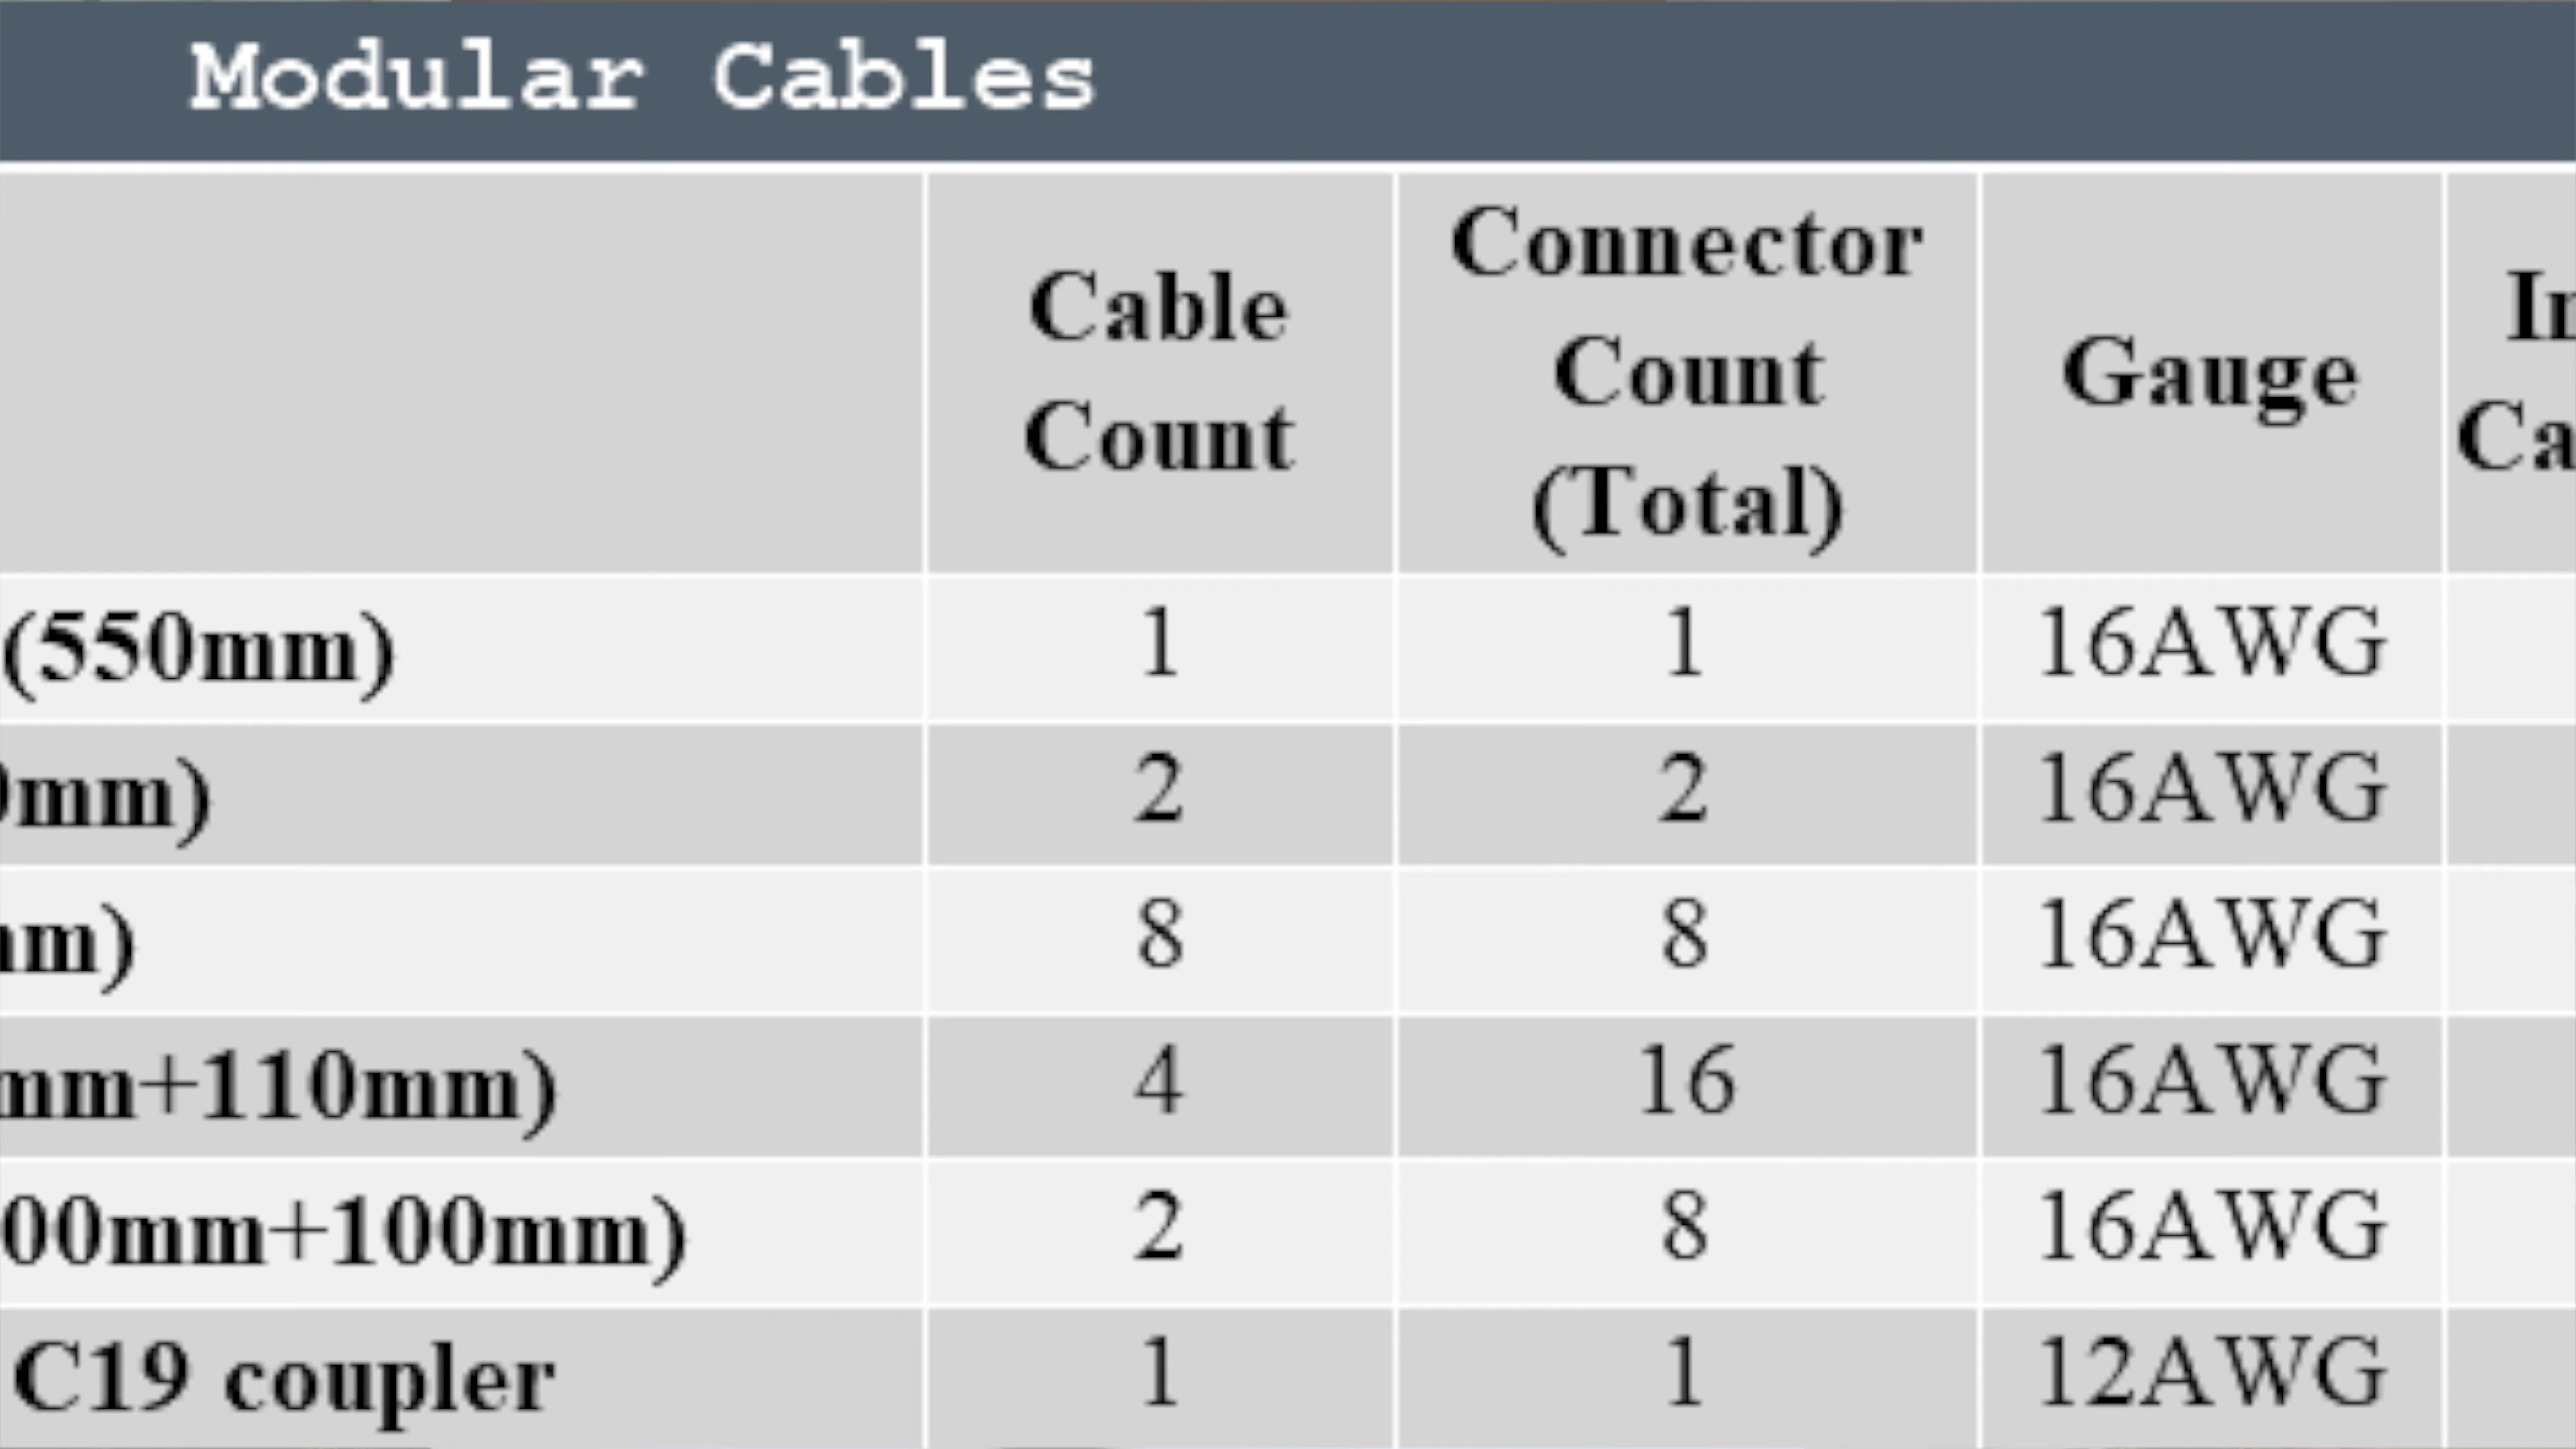 Modular Cables
Cable Count Connector Count (Total) Gauge
(550mm) 1 1 16AWG
mm) 2 2 16AWG
8 8 16AWG
mm+110mm) 4 16 16AWG
00mm+100mm) 2 8 16AWG
C19 coupler 1 1 12AWG